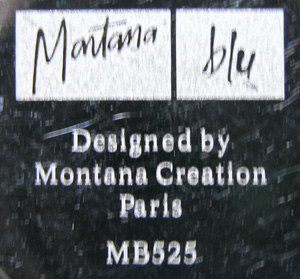 Montana blu
Designed by
Montana Creation
Paris
MB525